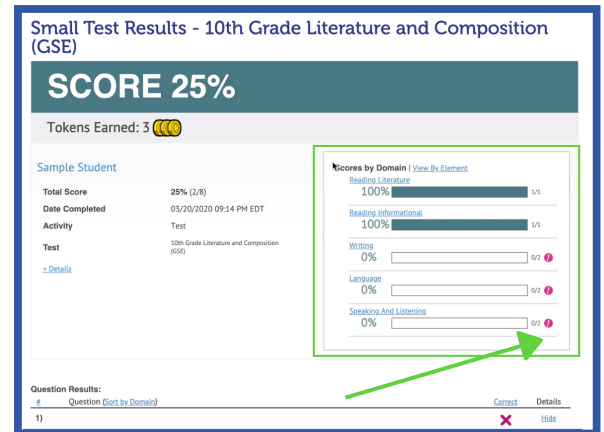 Small Test Results - 10th Grade Literature and Composition
(GSE)
SCORE 25%
Tokens Earned: 3
Sample Student
Total Score 25% (2/8)
Date Completed 03/20/2020 09:14 PM EDT
Activity Test
Test 10th Grade Literature and Composition
(GSE)
+ Details
Scores by Domain | View By Element
Reading Literature
100% 1/1
Reading Informational
100% 1/1
Writing
0% 0/2 !
Language
0% 0/2 !
Speaking And Listening
0% 0/2 !
Question Results:
# Question (Sort by Domain) Correct Details
1) Hide